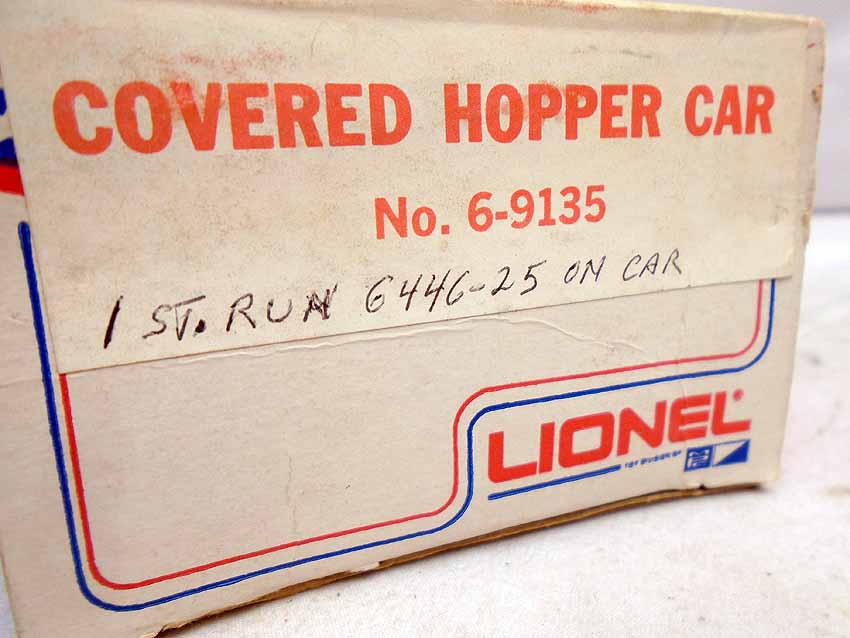 COVERED HOPPER CAR
No. 6-9135
1 ST. RUN 6446-25 ON CAR
LIONEL®